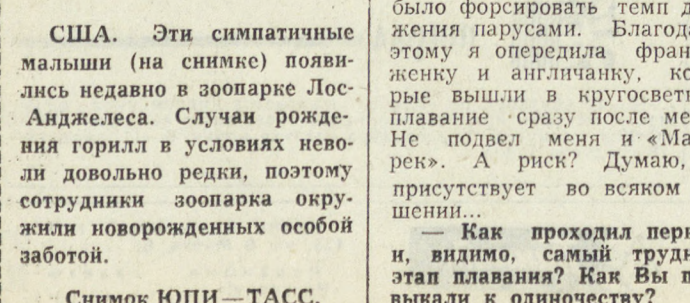 США. Эти симпатичные
малыши (на снимке) появи-
лись недавно в зоопарке Лос-
Анджелеса. Случаи рожде-
ния горилл в условиях нево-
ли довольно редки, поэтому
сотрудники зоопарка окру-
жили новорожденных особой
заботой.
Снимок ЮПИ—ТАСС.
было форсировать темп д
жения парусами. Благод
этому я опередила фран
женку и англичанку, ко
рые вышли в кругосвет
плавание сразу после ме
Не подвел меня и «Ма
рек». А риск? Думаю,
присутствует во всяком
шении...
— Как проходил пер
и, видимо, самый труд
этап плавания? Как Вы п
выкали к одиночеству?